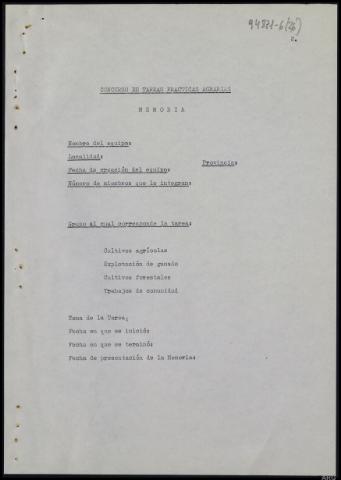 94871-6(26)
2.
CONCURSO DE TAREAS PRACTICAS AGRARIAS
M E M O R I A
Nombre del equipo:
Localidad:
Provincia:
Fecha de creación del equipo:
Número de miembros que lo integran:
Grupo al cual corresponde la tarea:
Cultivos agrícolas
Explotación de ganado
Cultivos forestales
Trabajos de comunidad
Tema de la Tarea:
Fecha en que se inició:
Fecha en que se terminó:
Fecha de presentación de la Memoria: